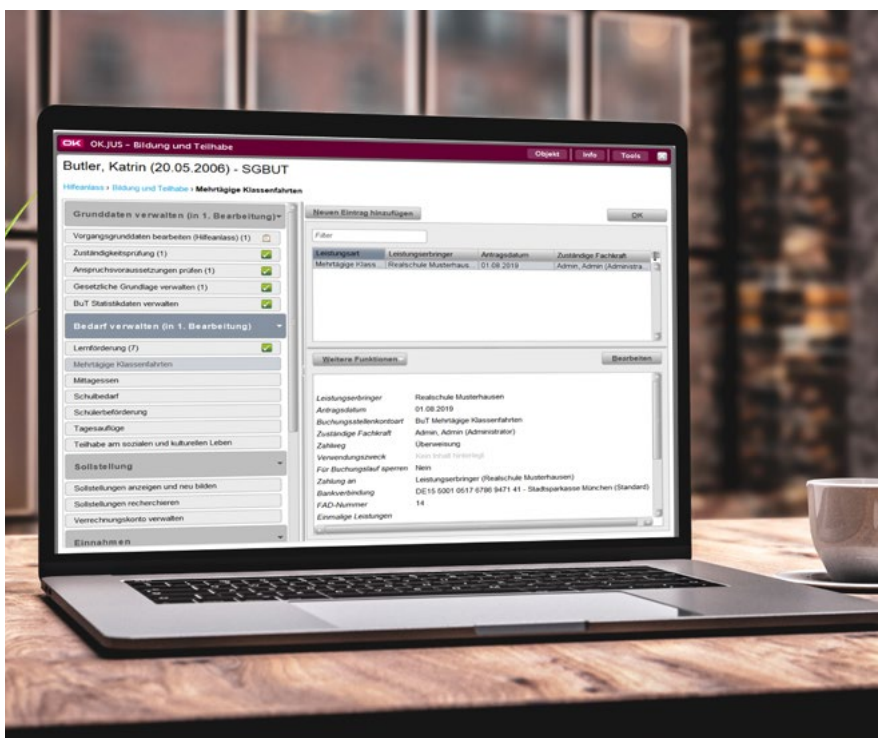 OK OK.JUS – Bildung und Teilhabe
Objekt Info Tools
Butler, Katrin (20.05.2006) - SGBUT
Hilfeanlass › Bildung und Teilhabe › Mehrtägige Klassenfahrten
Grunddaten verwalten (in 1. Bearbeitung)
Vorgangsgrunddaten bearbeiten (Hilfeanlass) (1)
Zuständigkeitsprüfung (1)
Anspruchsvoraussetzungen prüfen (1)
Gesetzliche Grundlage verwalten (1)
BuT Statistikdaten verwalten
Bedarf verwalten (in 1. Bearbeitung)
Lernförderung (7)
Mehrtägige Klassenfahrten
Mittagessen
Schulbedarf
Schülerbeförderung
Tagesausflüge
Teilhabe am sozialen und kulturellen Leben
Sollstellung
Sollstellungen anzeigen und neu bilden
Sollstellungen recherchieren
Verrechnungskonto verwalten
Einnahmen
Neuen Eintrag hinzufügen OK
Filter
Leistungsart Leistungserbringer Antragsdatum Zuständige Fachkraft
Mehrtägige Klass... Realschule Musterhaus... 01.08.2019 Admin, Admin (Administra...
Weitere Funktionen Bearbeiten
Leistungserbringer Realschule Musterhausen
Antragsdatum 01.08.2019
Buchungsstellenkontoart BuT Mehrtägige Klassenfahrten
Zuständige Fachkraft Admin, Admin (Administrator)
Zahlweg Überweisung
Verwendungszweck Kein Inhalt hinterlegt
Für Buchungslauf sperren Nein
Zahlung an Leistungserbringer (Realschule Musterhausen)
Bankverbindung DE15 5001 0517 6786 9471 41 - Stadtsparkasse München (Standard)
FAD-Nummer 14
Einmalige Leistungen